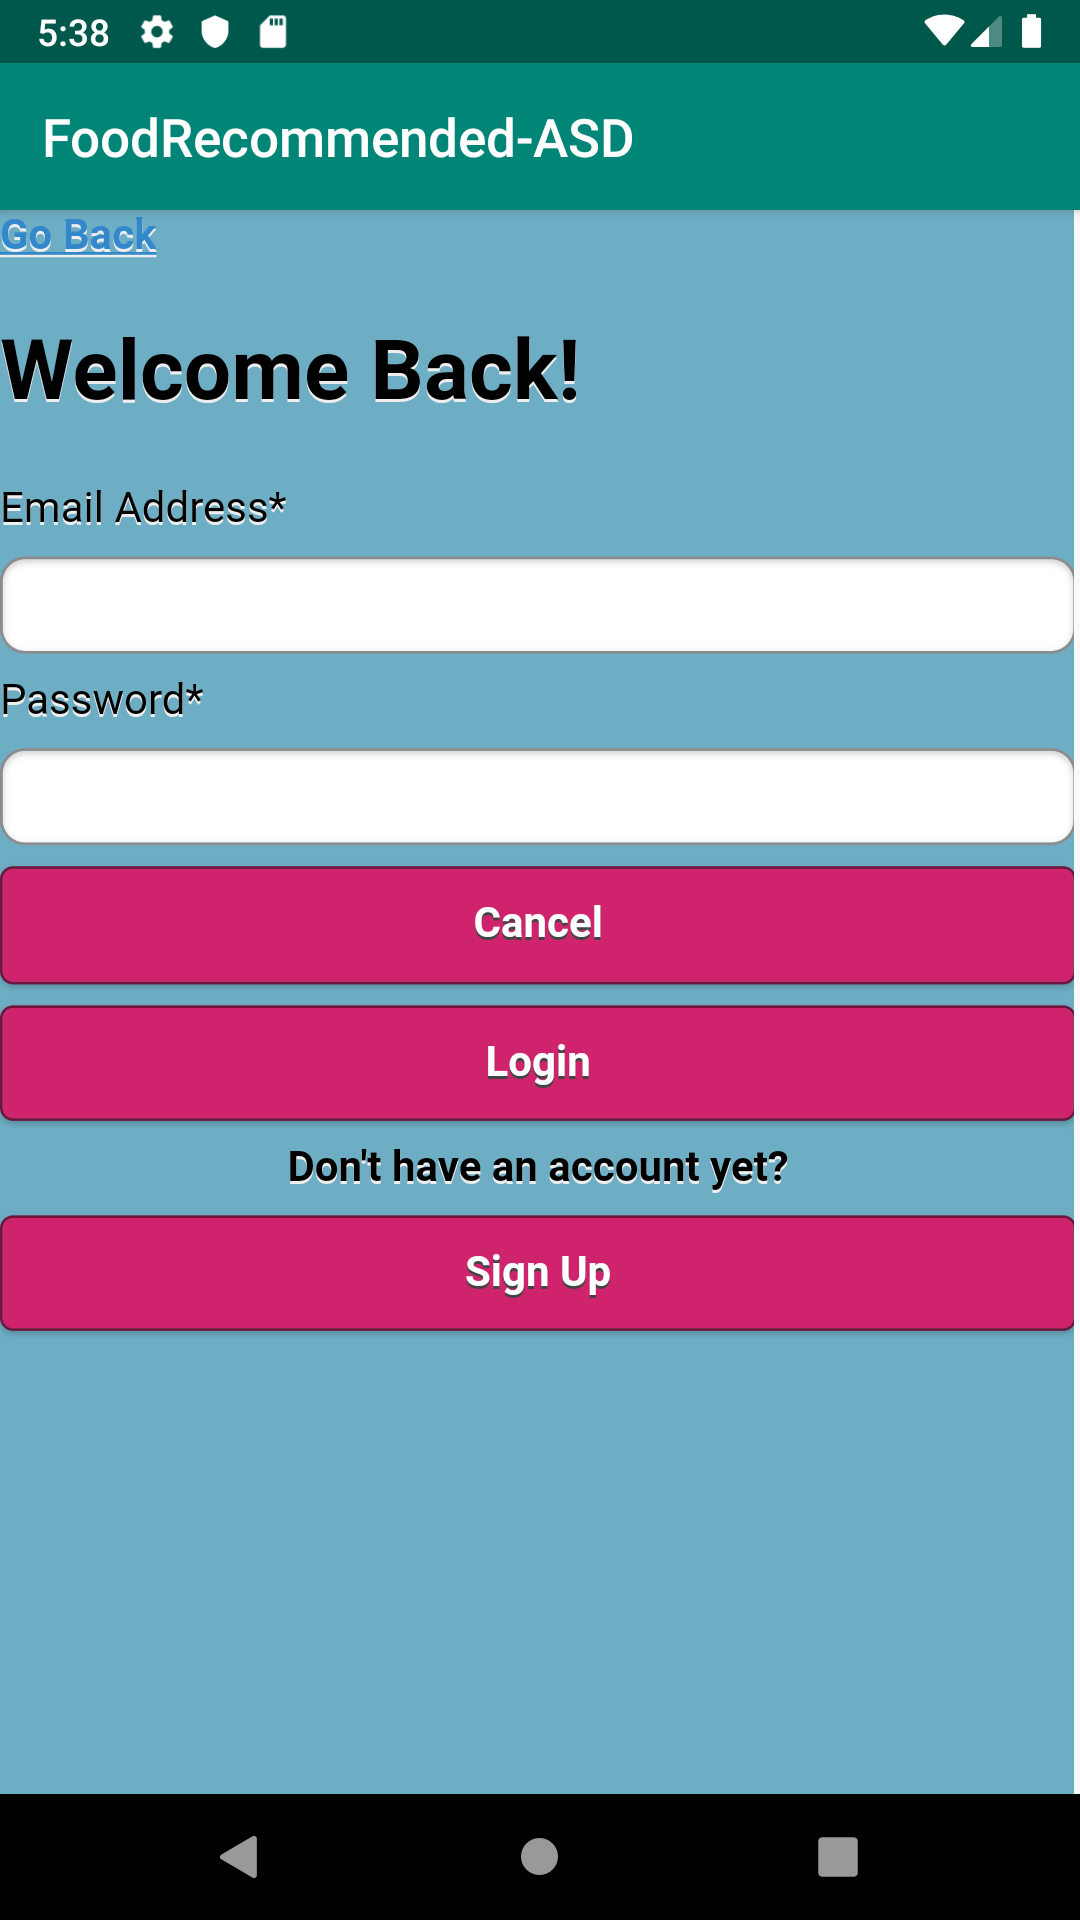 5:38
FoodRecommended-ASD
Go Back
Welcome Back!
Email Address*
Password*
Cancel
Login
Don't have an account yet?
Sign Up